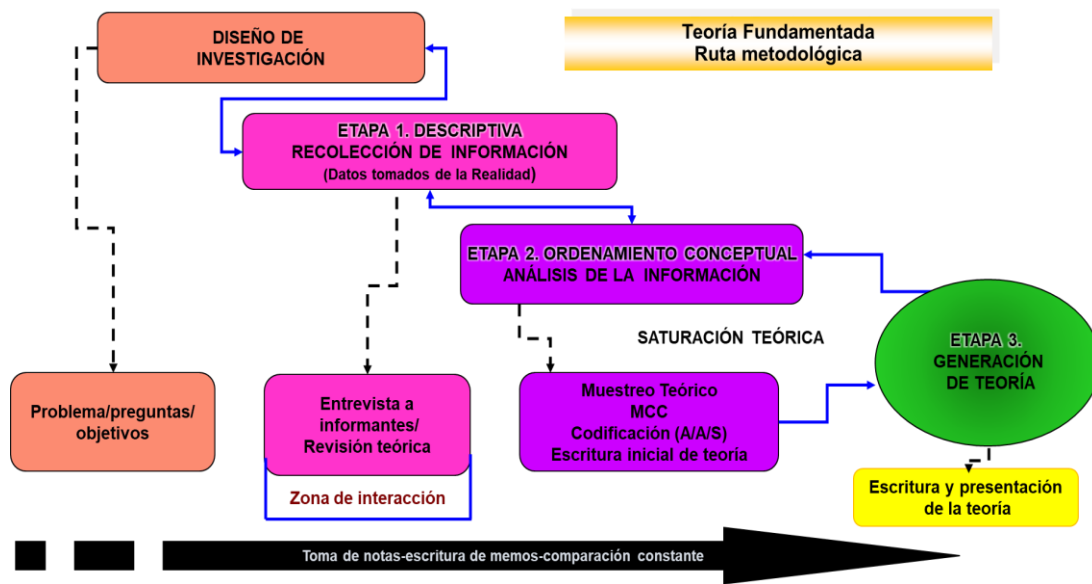 DISEÑO DE
INVESTIGACIÓN
Teoría Fundamentada
Ruta metodológica
ETAPA 1. DESCRIPTIVA
RECOLECCIÓN DE INFORMACIÓN
(Datos tomados de la Realidad)
ETAPA 2. ORDENAMIENTO CONCEPTUAL
ANÁLISIS DE LA INFORMACIÓN
SATURACIÓN TEÓRICA
ETAPA 3.
GENERACIÓN
DE TEORÍA
Problema/preguntas/
objetivos
Entrevista a
informantes/
Revisión teórica
Zona de interacción
Muestreo Teórico
MCC
Codificación (A/A/S)
Escritura inicial de teoría
Escritura y presentación
de la teoría
Toma de notas-escritura de memos-comparación constante